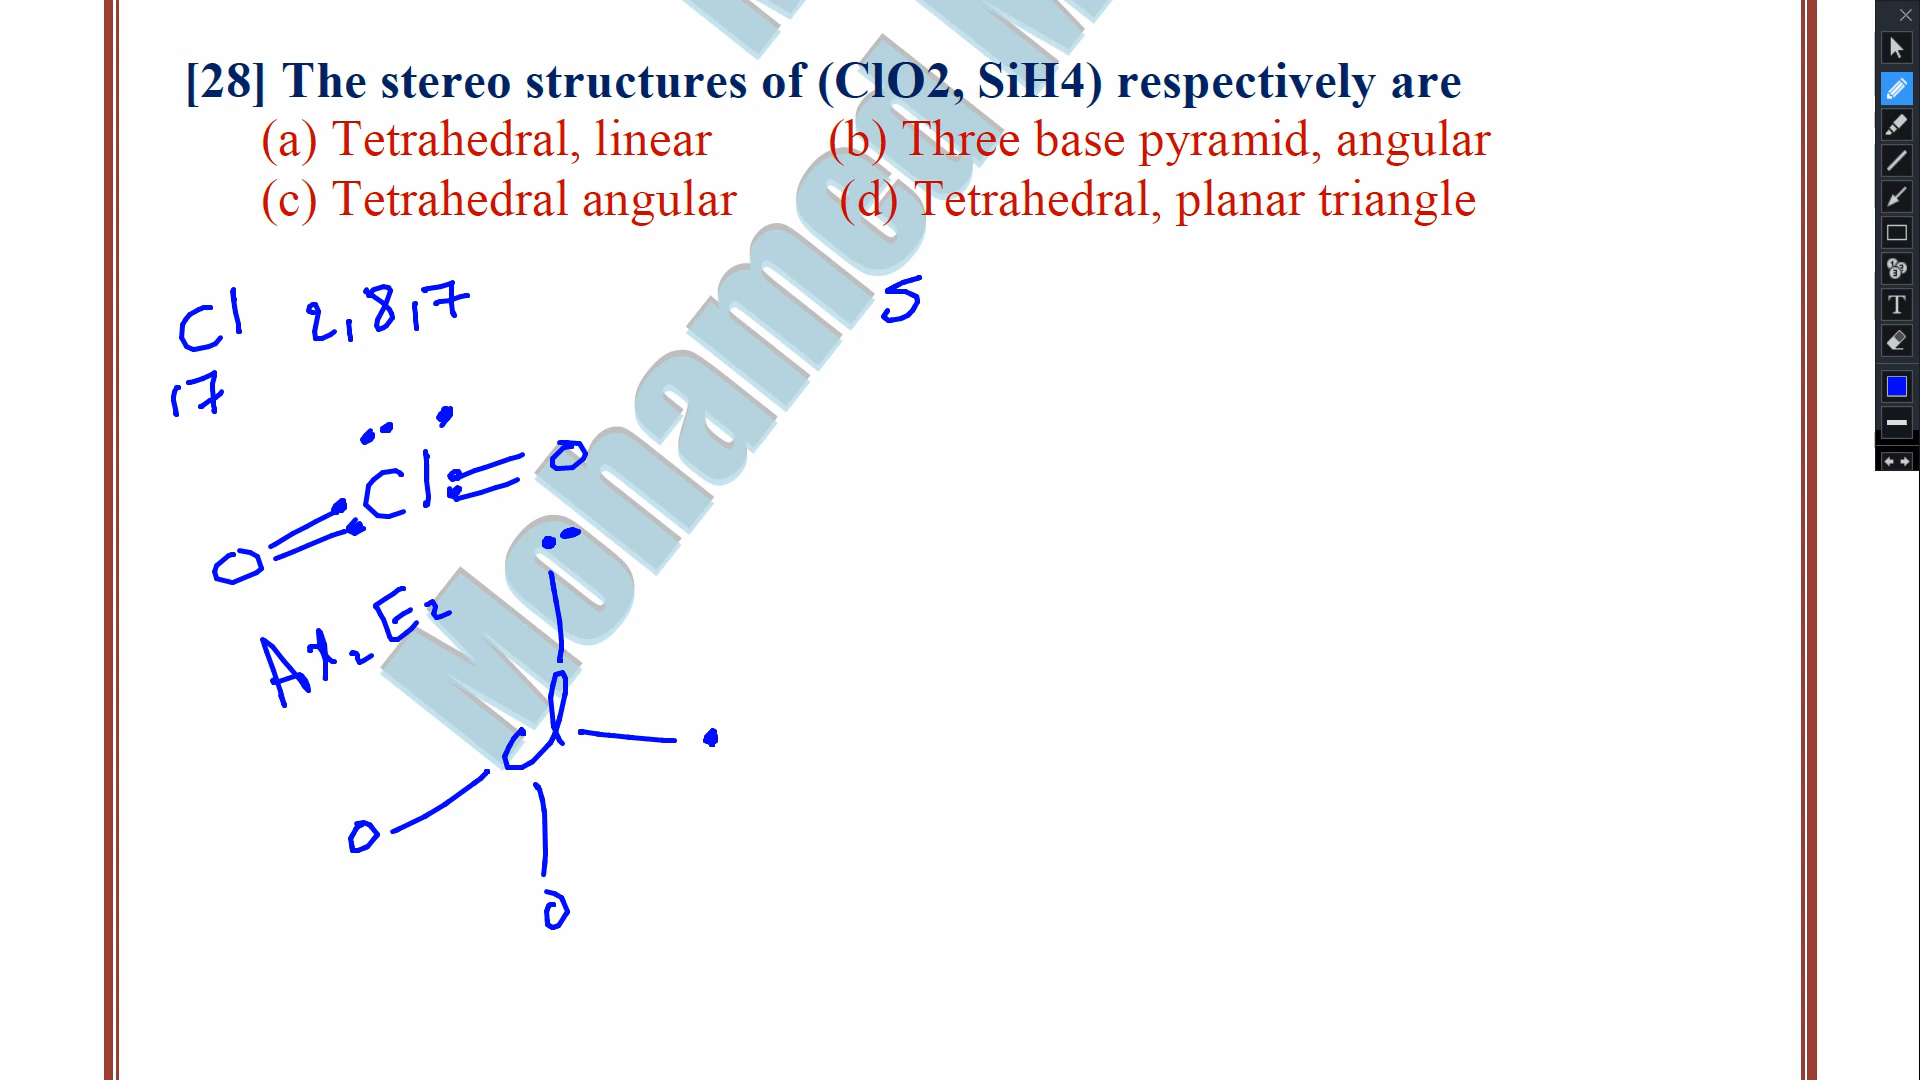 [28] The stereo structures of (ClO2, SiH4) respectively are
(a) Tetrahedral, linear (b) Three base pyramid, angular
(c) Tetrahedral angular (d) Tetrahedral, planar triangle
Cl 2,8,7
17
S
Cl O
O
Ax2E2
Cl
O
O
Mohamed M
T